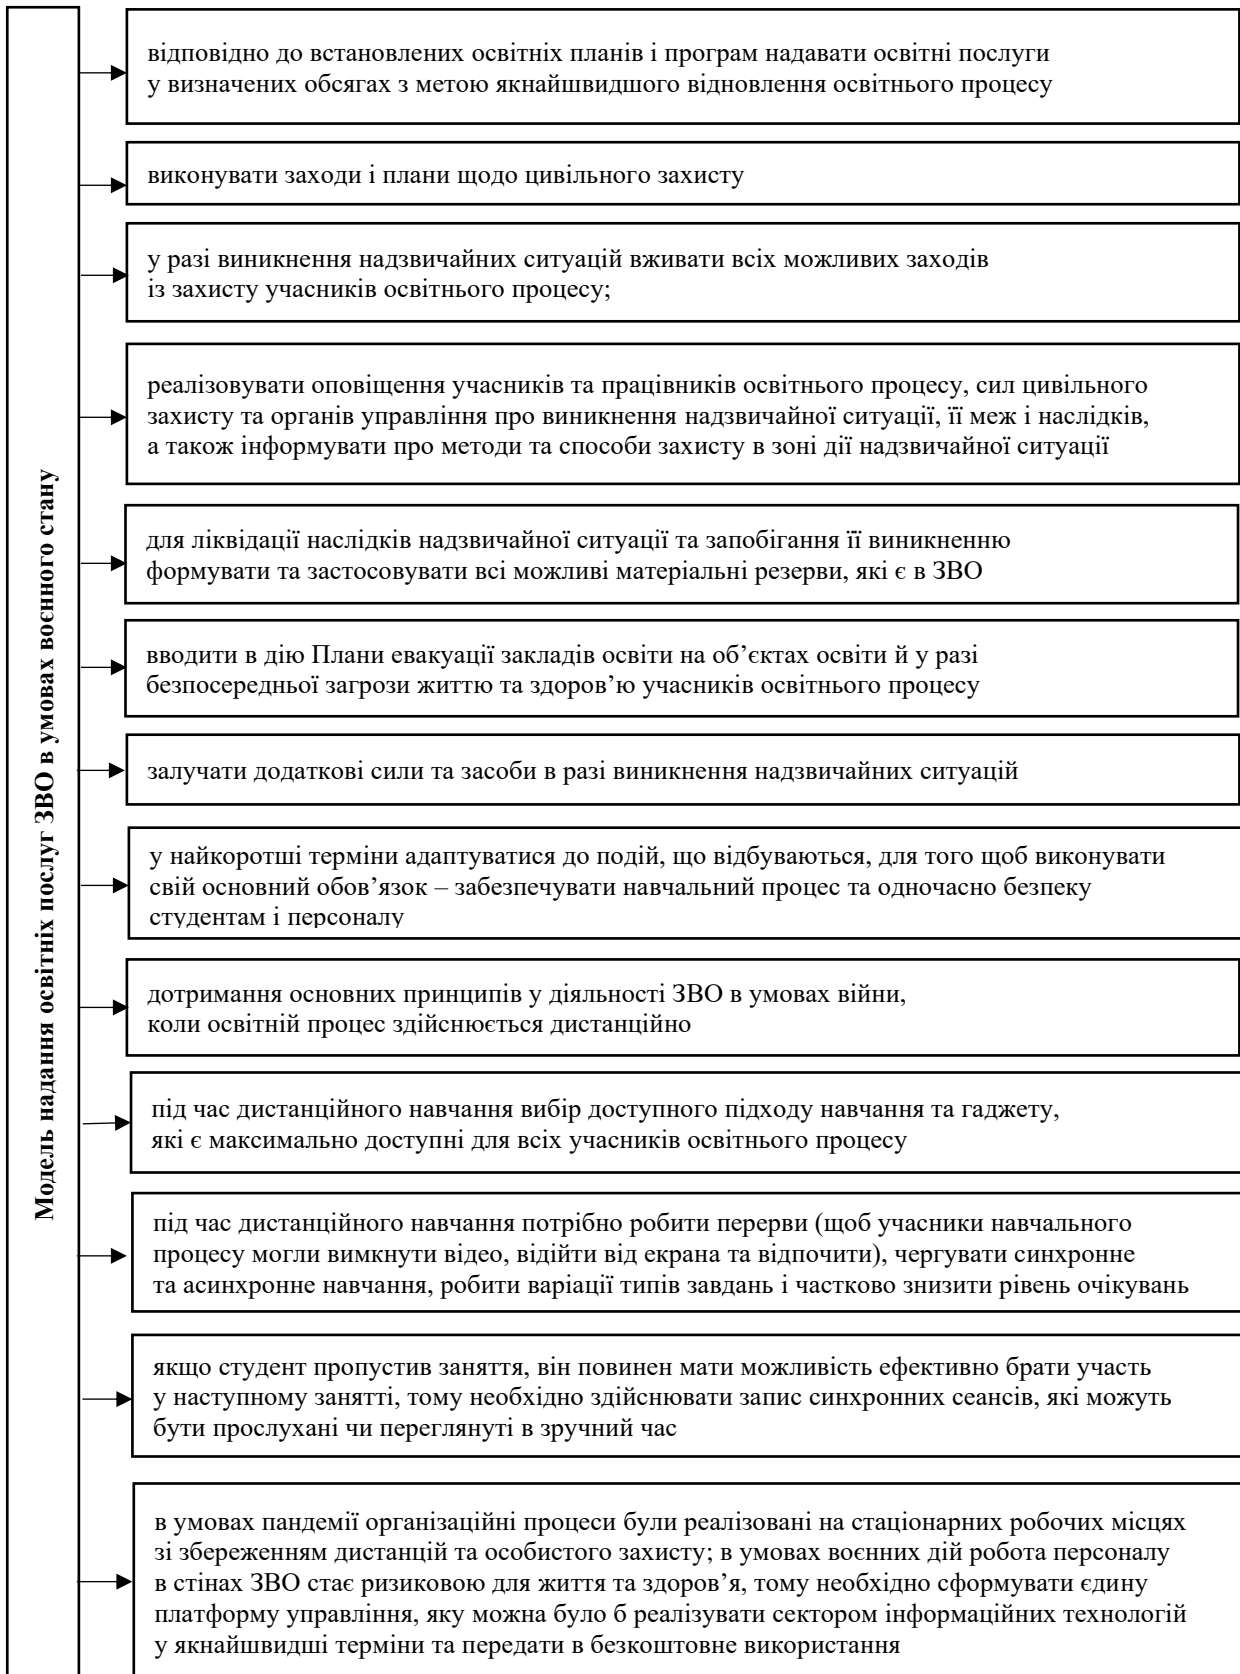 Модель надання освітніх послуг ЗВО в умовах воєнного стану
відповідно до встановлених освітніх планів і програм надавати освітні послуги
у визначених обсягах з метою якнайшвидшого відновлення освітнього процесу
виконувати заходи і плани щодо цивільного захисту
у разі виникнення надзвичайних ситуацій вживати всіх можливих заходів
із захисту учасників освітнього процесу;
реалізовувати оповіщення учасників та працівників освітнього процесу, сил цивільного
захисту та органів управління про виникнення надзвичайної ситуації, її меж і наслідків,
а також інформувати про методи та способи захисту в зоні дії надзвичайної ситуації
для ліквідації наслідків надзвичайної ситуації та запобігання її виникненню
формувати та застосовувати всі можливі матеріальні резерви, які є в ЗВО
вводити в дію Плани евакуації закладів освіти на об’єктах освіти й у разі
безпосередньої загрози життю та здоров’ю учасників освітнього процесу
залучати додаткові сили та засоби в разі виникнення надзвичайних ситуацій
у найкоротші терміни адаптуватися до подій, що відбуваються, для того щоб виконувати
свій основний обов’язок – забезпечувати навчальний процес та одночасно безпеку
студентам і персоналу
дотримання основних принципів у діяльності ЗВО в умовах війни,
коли освітній процес здійснюється дистанційно
під час дистанційного навчання вибір доступного підходу навчання та гаджету,
які є максимально доступні для всіх учасників освітнього процесу
під час дистанційного навчання потрібно робити перерви (щоб учасники навчального
процесу могли вимкнути відео, відійти від екрана та відпочити), чергувати синхронне
та асинхронне навчання, робити варіації типів завдань і частково знизити рівень очікувань
якщо студент пропустив заняття, він повинен мати можливість ефективно брати участь
у наступному занятті, тому необхідно здійснювати запис синхронних сеансів, які можуть
бути прослухані чи переглянуті в зручний час
в умовах пандемії організаційні процеси були реалізовані на стаціонарних робочих місцях
зі збереженням дистанцій та особистого захисту; в умовах воєнних дій робота персоналу
в стінах ЗВО стає ризиковою для життя та здоров’я, тому необхідно сформувати єдину
платформу управління, яку можна було б реалізувати сектором інформаційних технологій
у якнайшвидші терміни та передати в безкоштовне використання